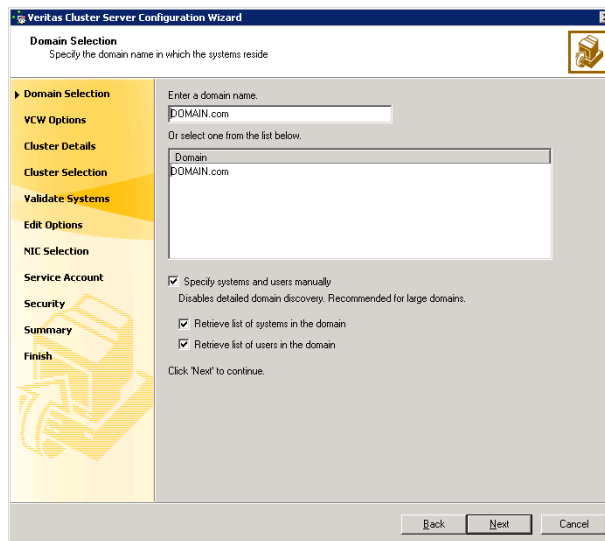 Veritas Cluster Server Configuration Wizard
Domain Selection
Specify the domain name in which the systems reside
Domain Selection
VCW Options
Cluster Details
Cluster Selection
Validate Systems
Edit Options
NIC Selection
Service Account
Security
Summary
Finish
Enter a domain name.
DOMAIN.com
Or select one from the list below.
Domain
DOMAIN.com
Specify systems and users manually
Disables detailed domain discovery. Recommended for large domains.
Retrieve list of systems in the domain
Retrieve list of users in the domain
Click 'Next' to continue.
Back
Next
Cancel